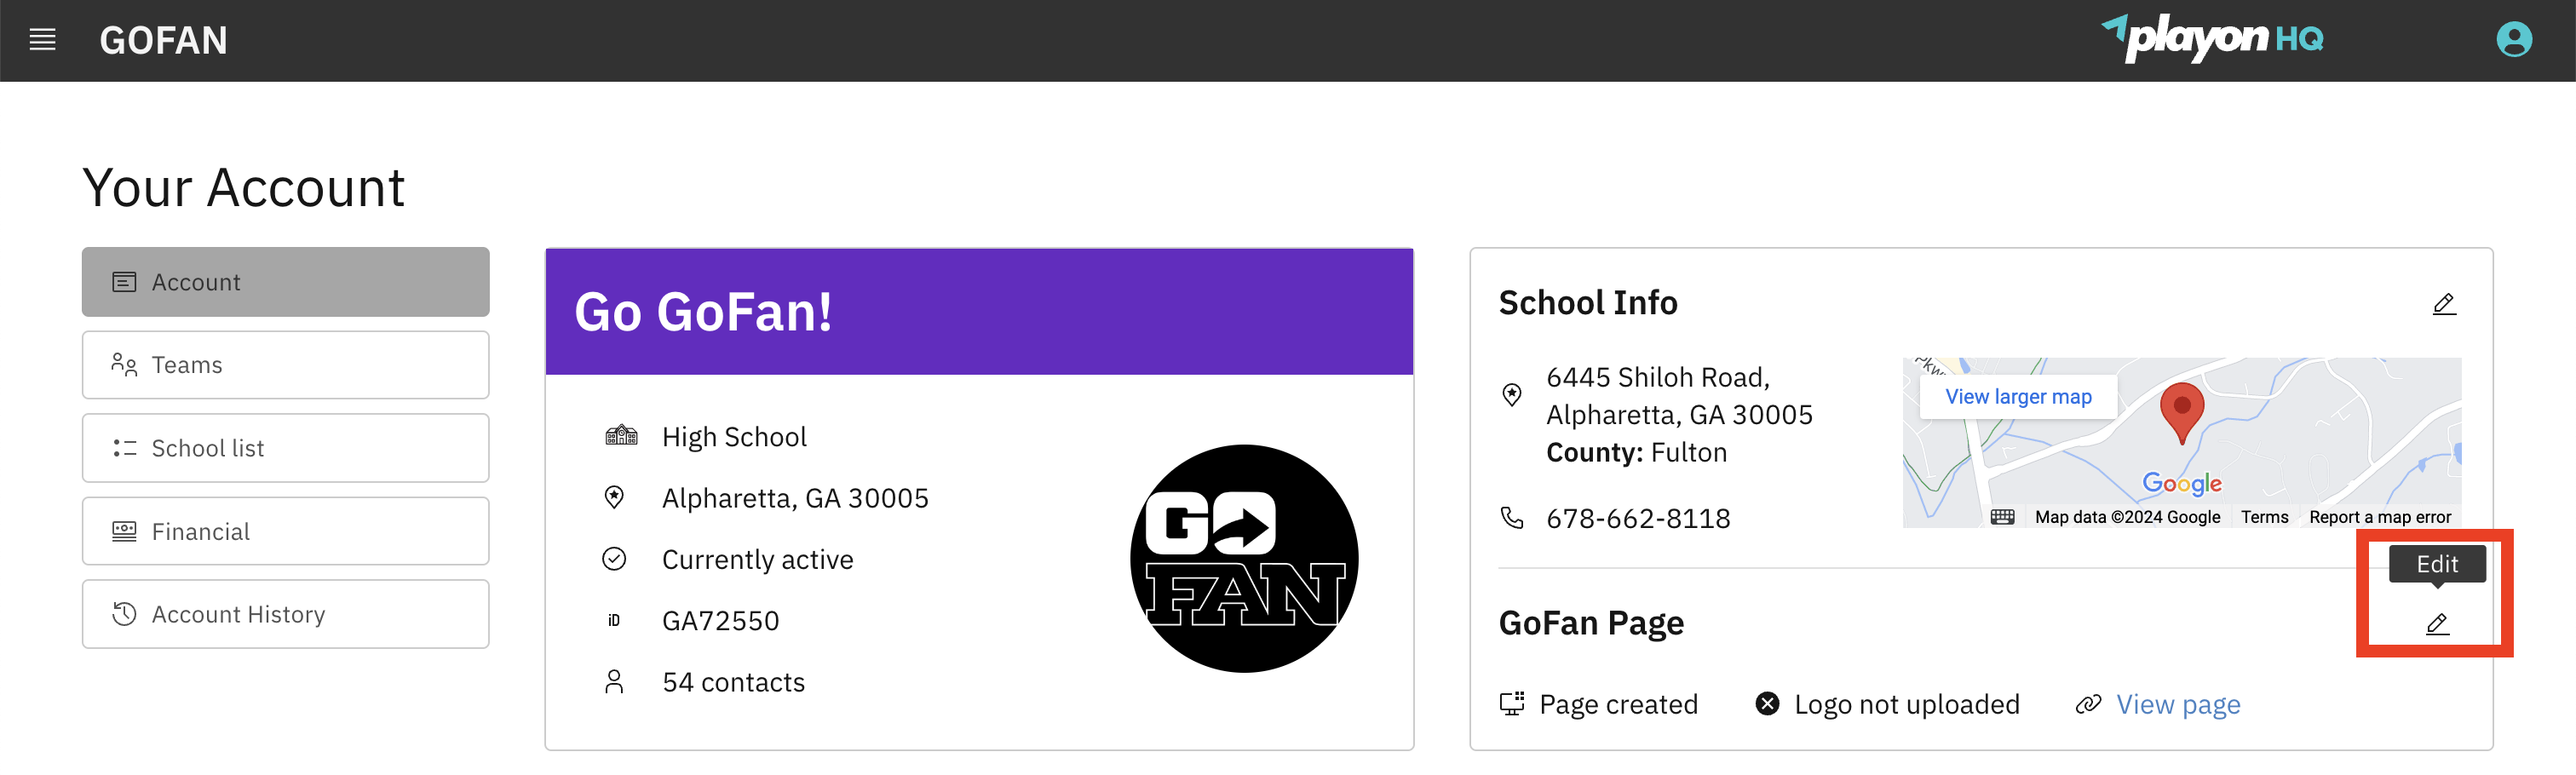 GOFAN
playon HQ
Your Account
Account
Teams
School list
Financial
Account History
Go GoFan!
High School
Alpharetta, GA 30005
Currently active
iD
GA72550
54 contacts
GO
FAN
School Info
6445 Shiloh Road,
Alpharetta, GA 30005
County: Fulton
678-662-8118
View larger map
Google
Map data ©2024 Google
Terms
Report a map error
Edit
GoFan Page
Page created
Logo not uploaded
View page